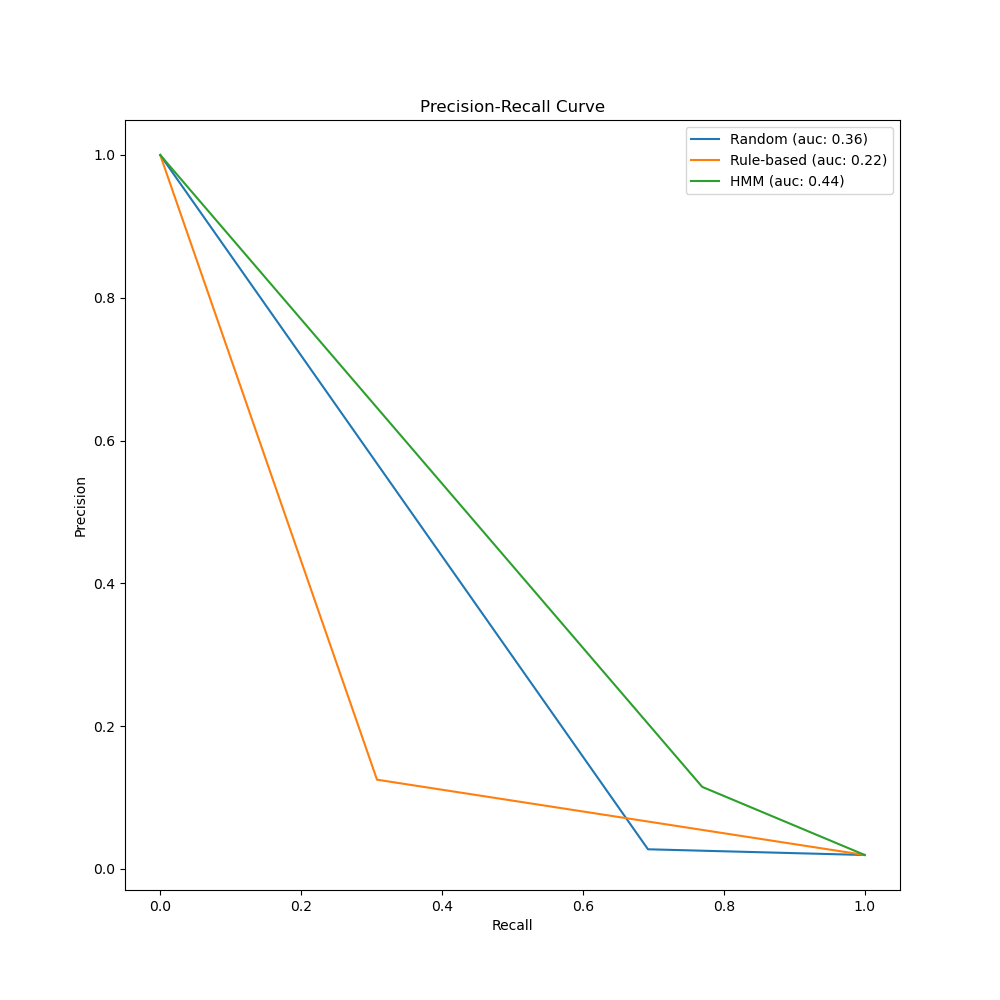 Precision-Recall Curve
Random (auc: 0.36)
Rule-based (auc: 0.22)
HMM (auc: 0.44)
1.0
0.8
0.6
0.4
0.2
0.0
Precision
0.0 0.2 0.4 0.6 0.8 1.0
Recall